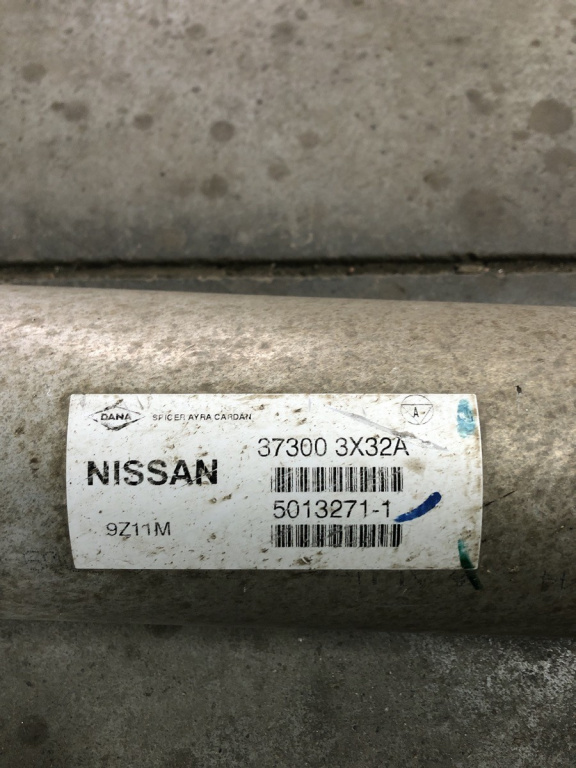 DANA SPICER AYRA CARDAN
A
37300 3X32A
NISSAN
5013271-1
9Z11M